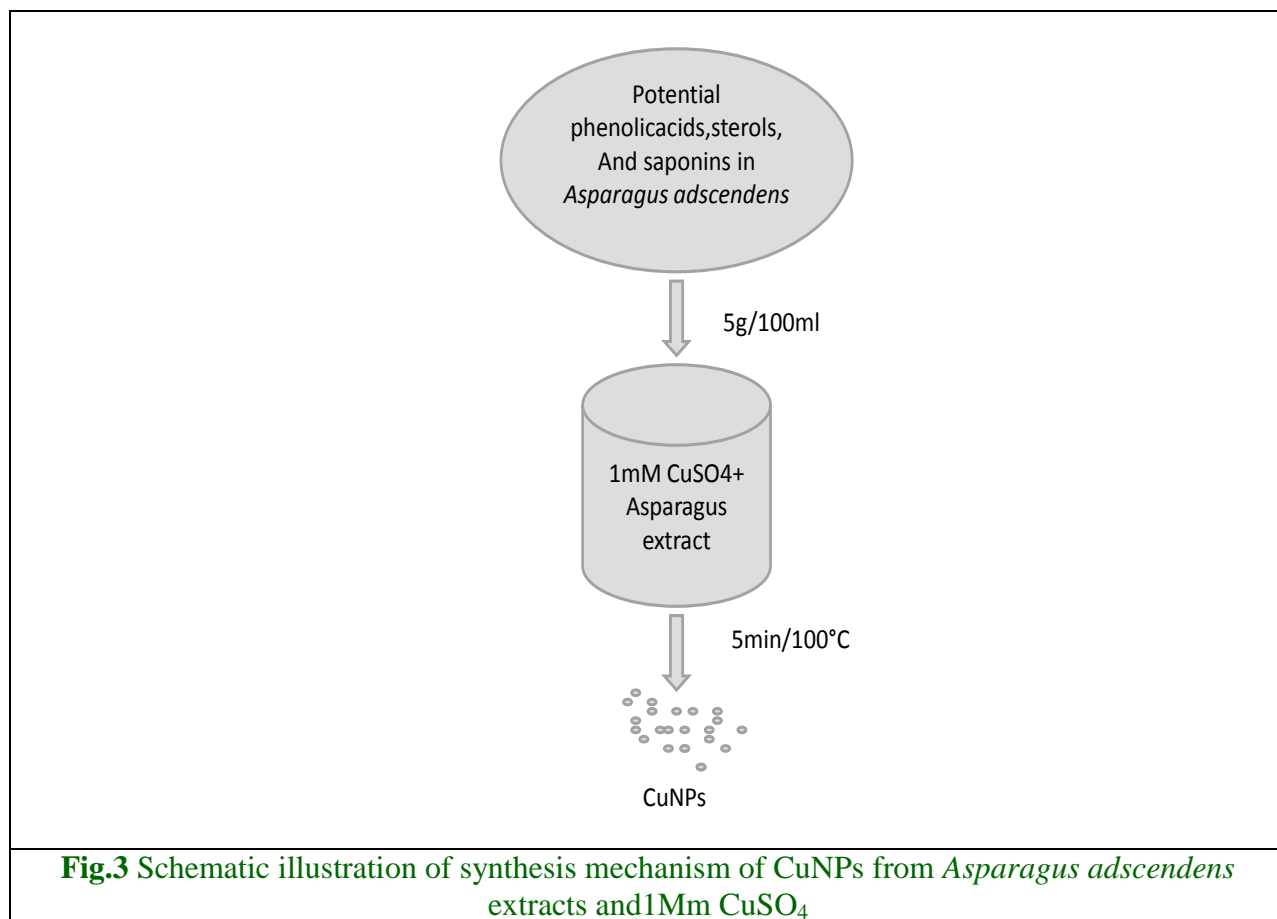 Potential
phenolicacids,sterols,
And saponins in
Asparagus adscendens
5g/100ml
1mM CuSO4+
Asparagus
extract
5min/100°C
CuNPs
Fig.3 Schematic illustration of synthesis mechanism of CuNPs from Asparagus adscendens
extracts and1Mm CuSO₄